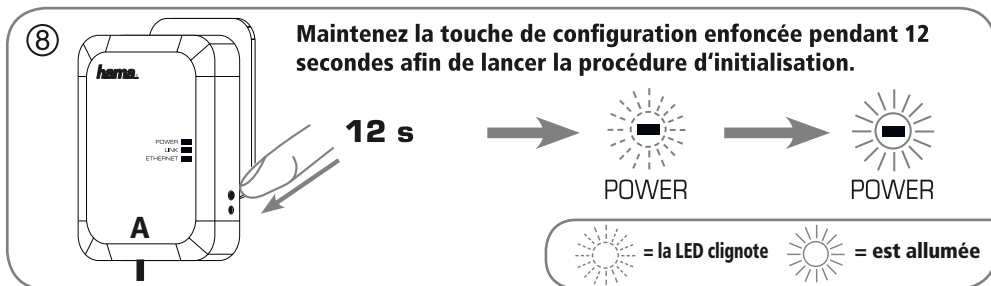 8
Maintenez la touche de configuration enfoncée pendant 12
secondes afin de lancer la procédure d‘initialisation.
hama
POWER
LINK
ETHERNET
A
12 s
POWER
POWER
= la LED clignote
= est allumée